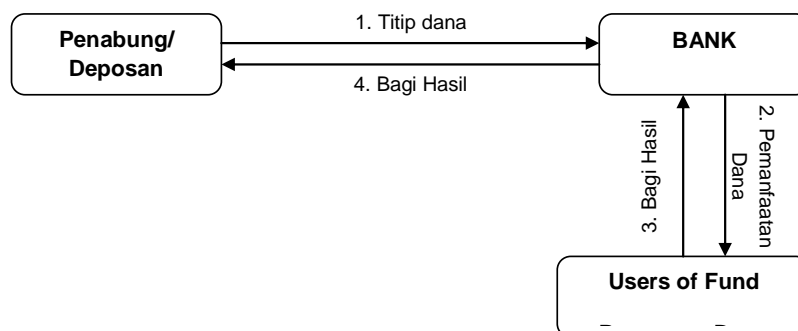 1. Titip dana
Penabung/
Deposan
BANK
4. Bagi Hasil
3. Bagi Hasil
2. Pemanfaatan
Dana
Users of Fund